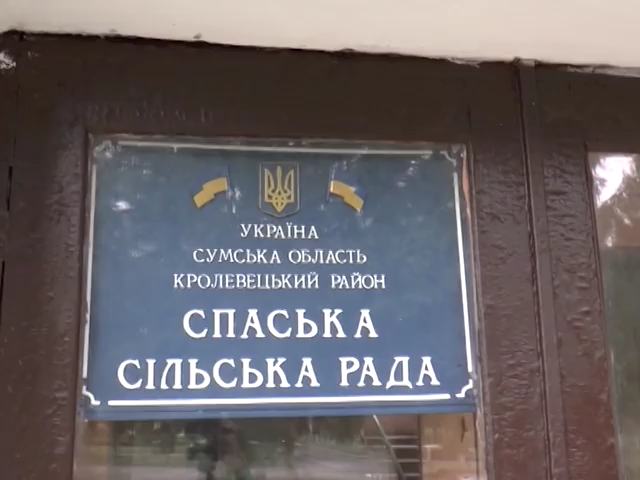 УКРАЇНА
СУМСЬКА ОБЛАСТЬ
КРОЛЕВЕЦЬКИЙ РАЙОН
СПАСЬКА
СІЛЬСЬКА РАДА